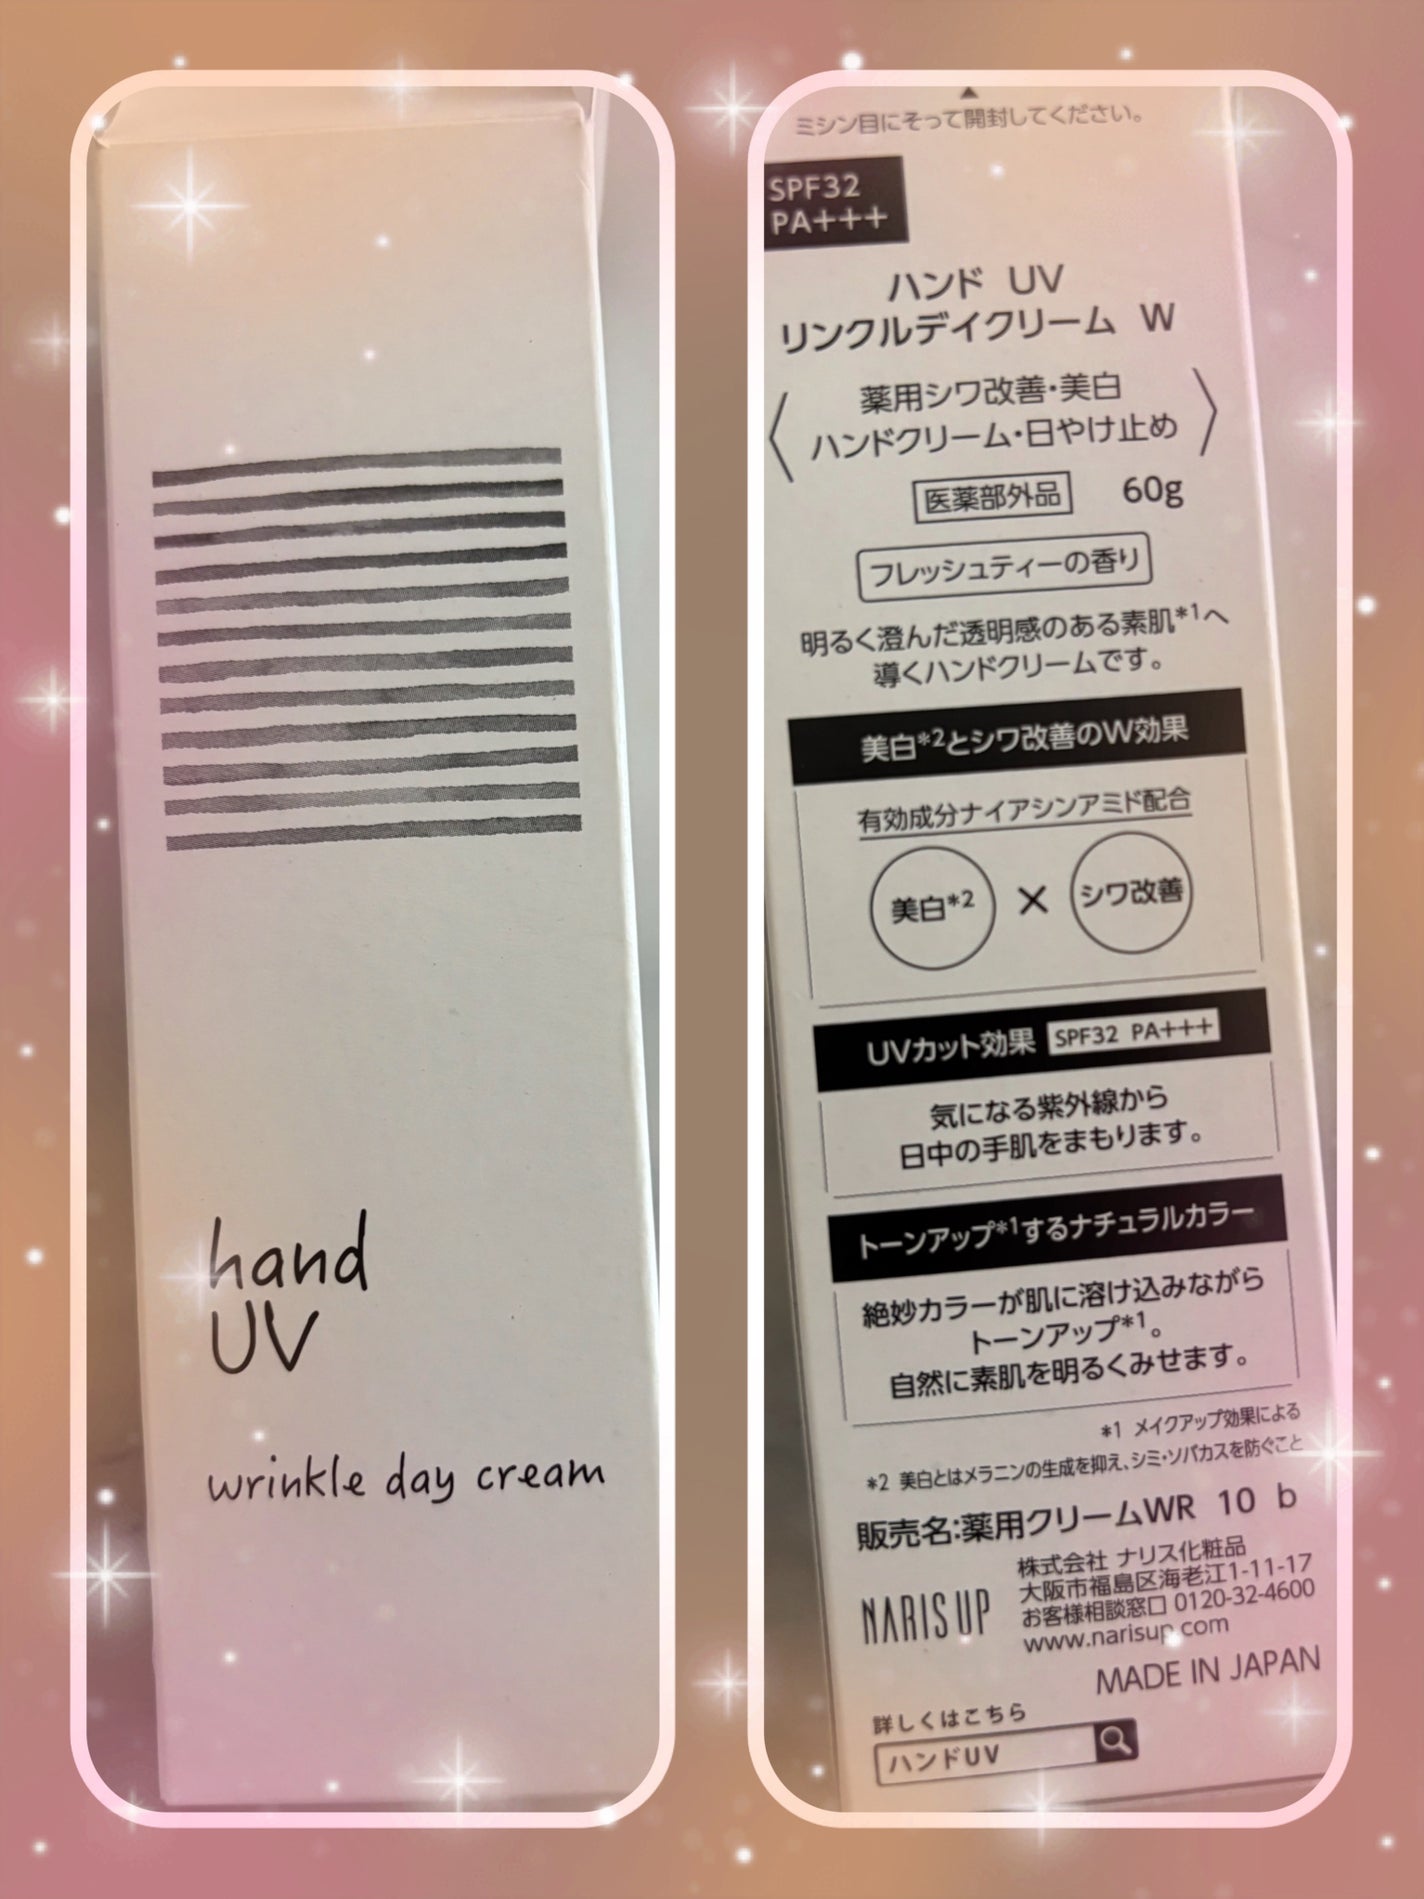 hand
UV
wrinkle day cream
ミシン目にそって開封してください。
SPF32
PA+++
ハンド UV
リンクルデイクリーム W
〈薬用シワ改善・美白
ハンドクリーム・日やけ止め〉
医薬部外品 60g
フレッシュティーの香り
明るく澄んだ透明感のある素肌*1へ
導くハンドクリームです。
美白*2とシワ改善のW効果
有効成分ナイアシンアミド配合
美白*2 × シワ改善
UVカット効果 SPF32 PA+++
気になる紫外線から
日中の手肌をまもります。
トーンアップ*1するナチュラルカラー
絶妙カラーが肌に溶け込みながら
トーンアップ*1。
自然に素肌を明るくみせます。
*1 メイクアップ効果による
*2 美白とはメラニンの生成を抑え、シミ・ソバカスを防ぐこと
販売名:薬用クリームWR 10 b
NARIS UP
株式会社 ナリス化粧品
大阪市福島区海老江1-11-17
お客様相談窓口 0120-32-4600
www.narisup.com
MADE IN JAPAN
詳しくはこちら
ハンドUV